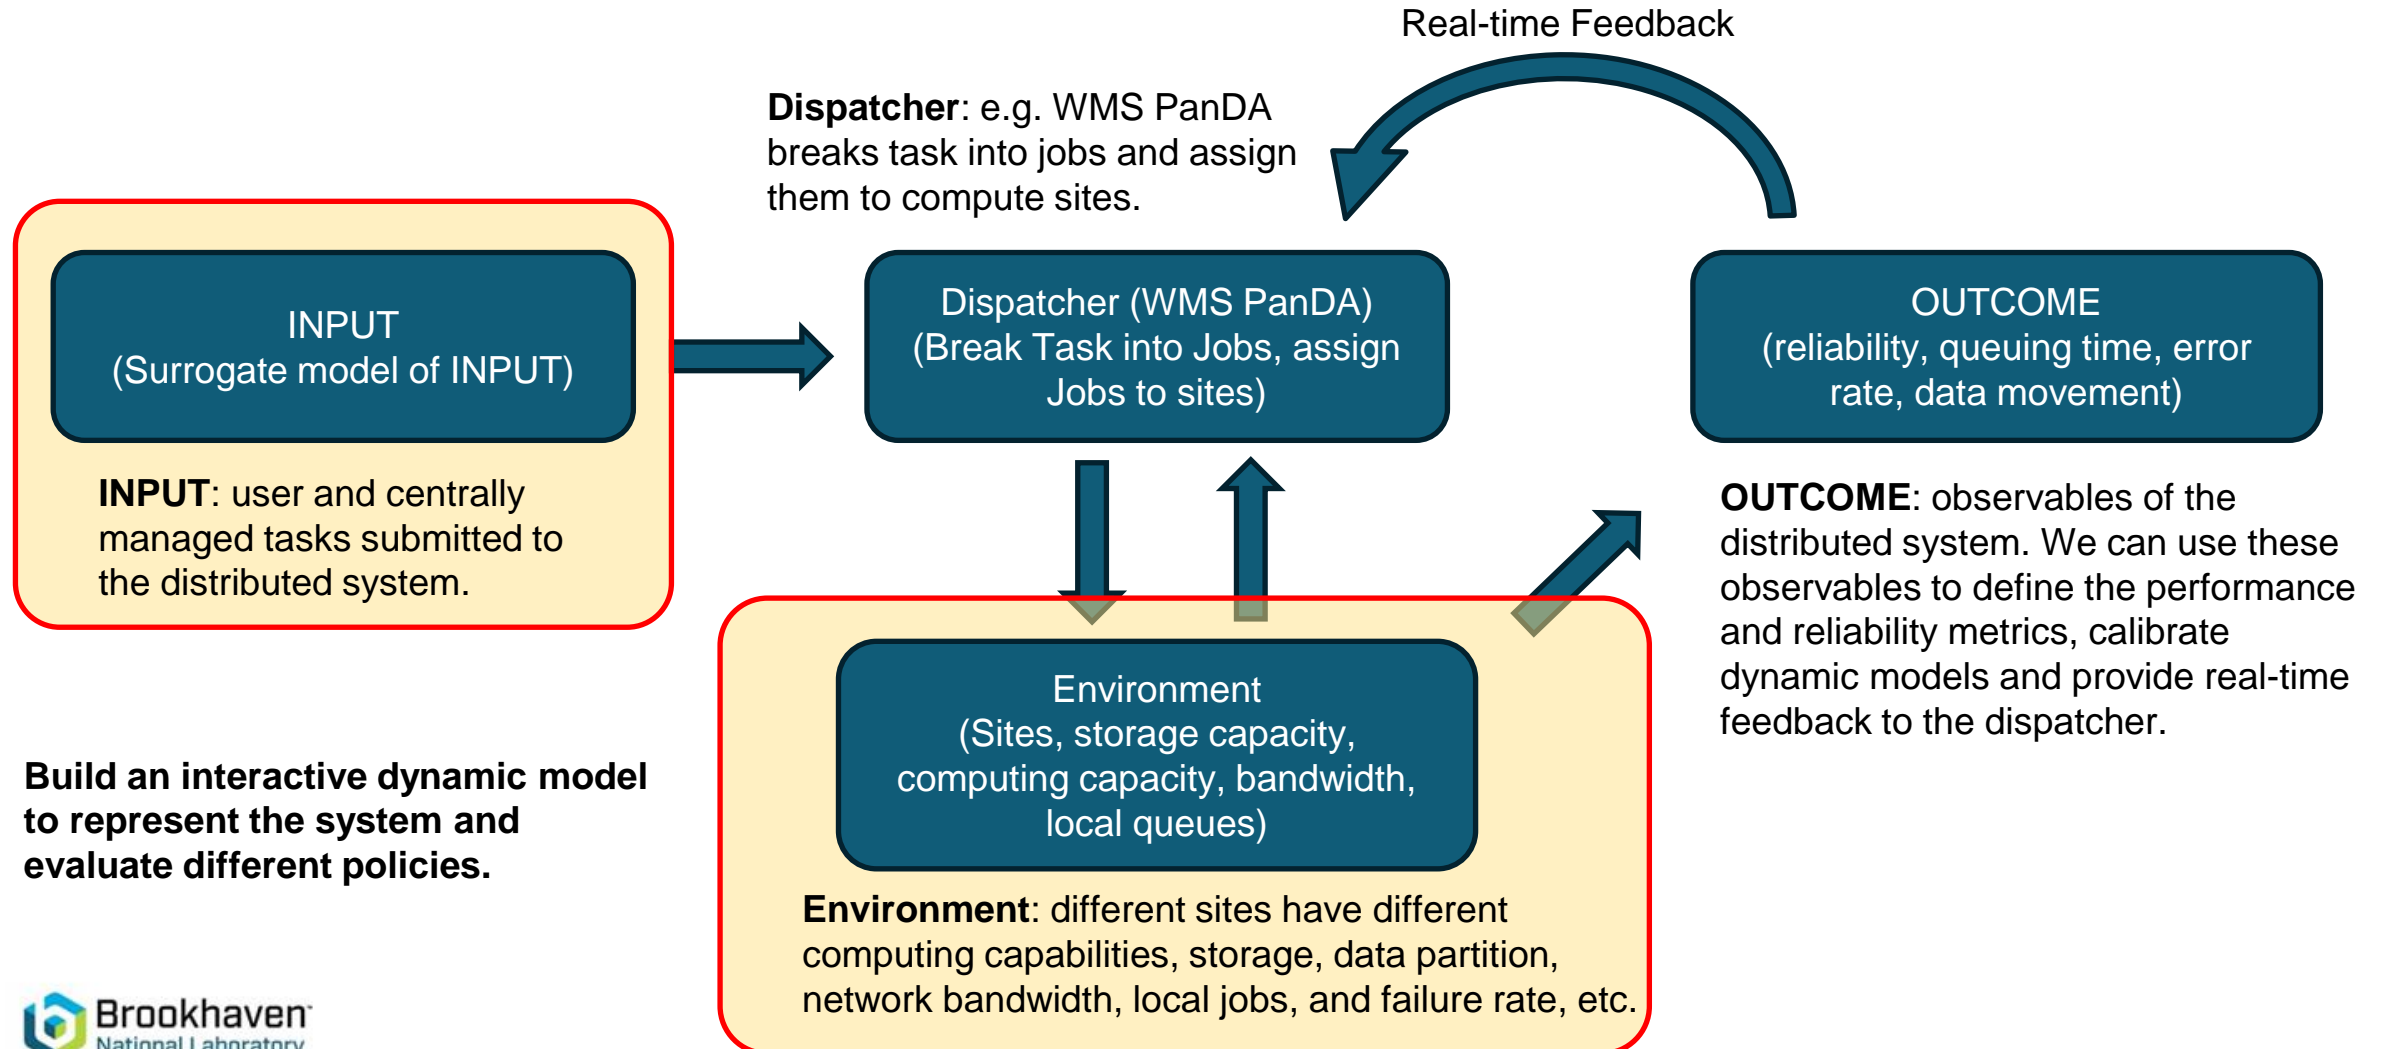 Real-time Feedback
Dispatcher: e.g. WMS PanDA
breaks task into jobs and assign
them to compute sites.
INPUT
(Surrogate model of INPUT)
Dispatcher (WMS PanDA)
(Break Task into Jobs, assign
Jobs to sites)
OUTCOME
(reliability, queuing time, error
rate, data movement)
INPUT: user and centrally
managed tasks submitted to
the distributed system.
OUTCOME: observables of the
distributed system. We can use these
observables to define the performance
and reliability metrics, calibrate
dynamic models and provide real-time
feedback to the dispatcher.
Environment
(Sites, storage capacity,
computing capacity, bandwidth,
local queues)
Build an interactive dynamic model
to represent the system and
evaluate different policies.
Environment: different sites have different
computing capabilities, storage, data partition,
network bandwidth, local jobs, and failure rate, etc.
Brookhaven
National Laboratory